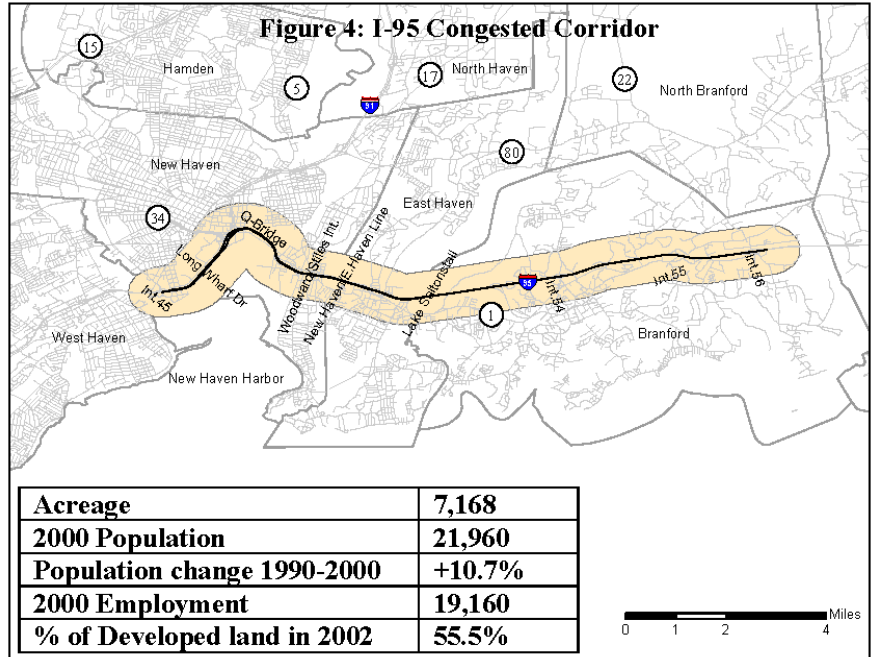 Figure 4: I-95 Congested Corridor
15
Hamden
5
17
North Haven
22
North Branford
91
New Haven
80
East Haven
34
Q-Bridge
Int.45
Long Wharf Dr
Woodward/Stiles Int.
New Haven/E.Haven Line
Lake Saltonstall
95
Int.54
Int.55
Int.56
1
West Haven
Branford
New Haven Harbor
Acreage 7,168
2000 Population 21,960
Population change 1990-2000 +10.7%
2000 Employment 19,160
% of Developed land in 2002 55.5%
Miles
0 1 2 4